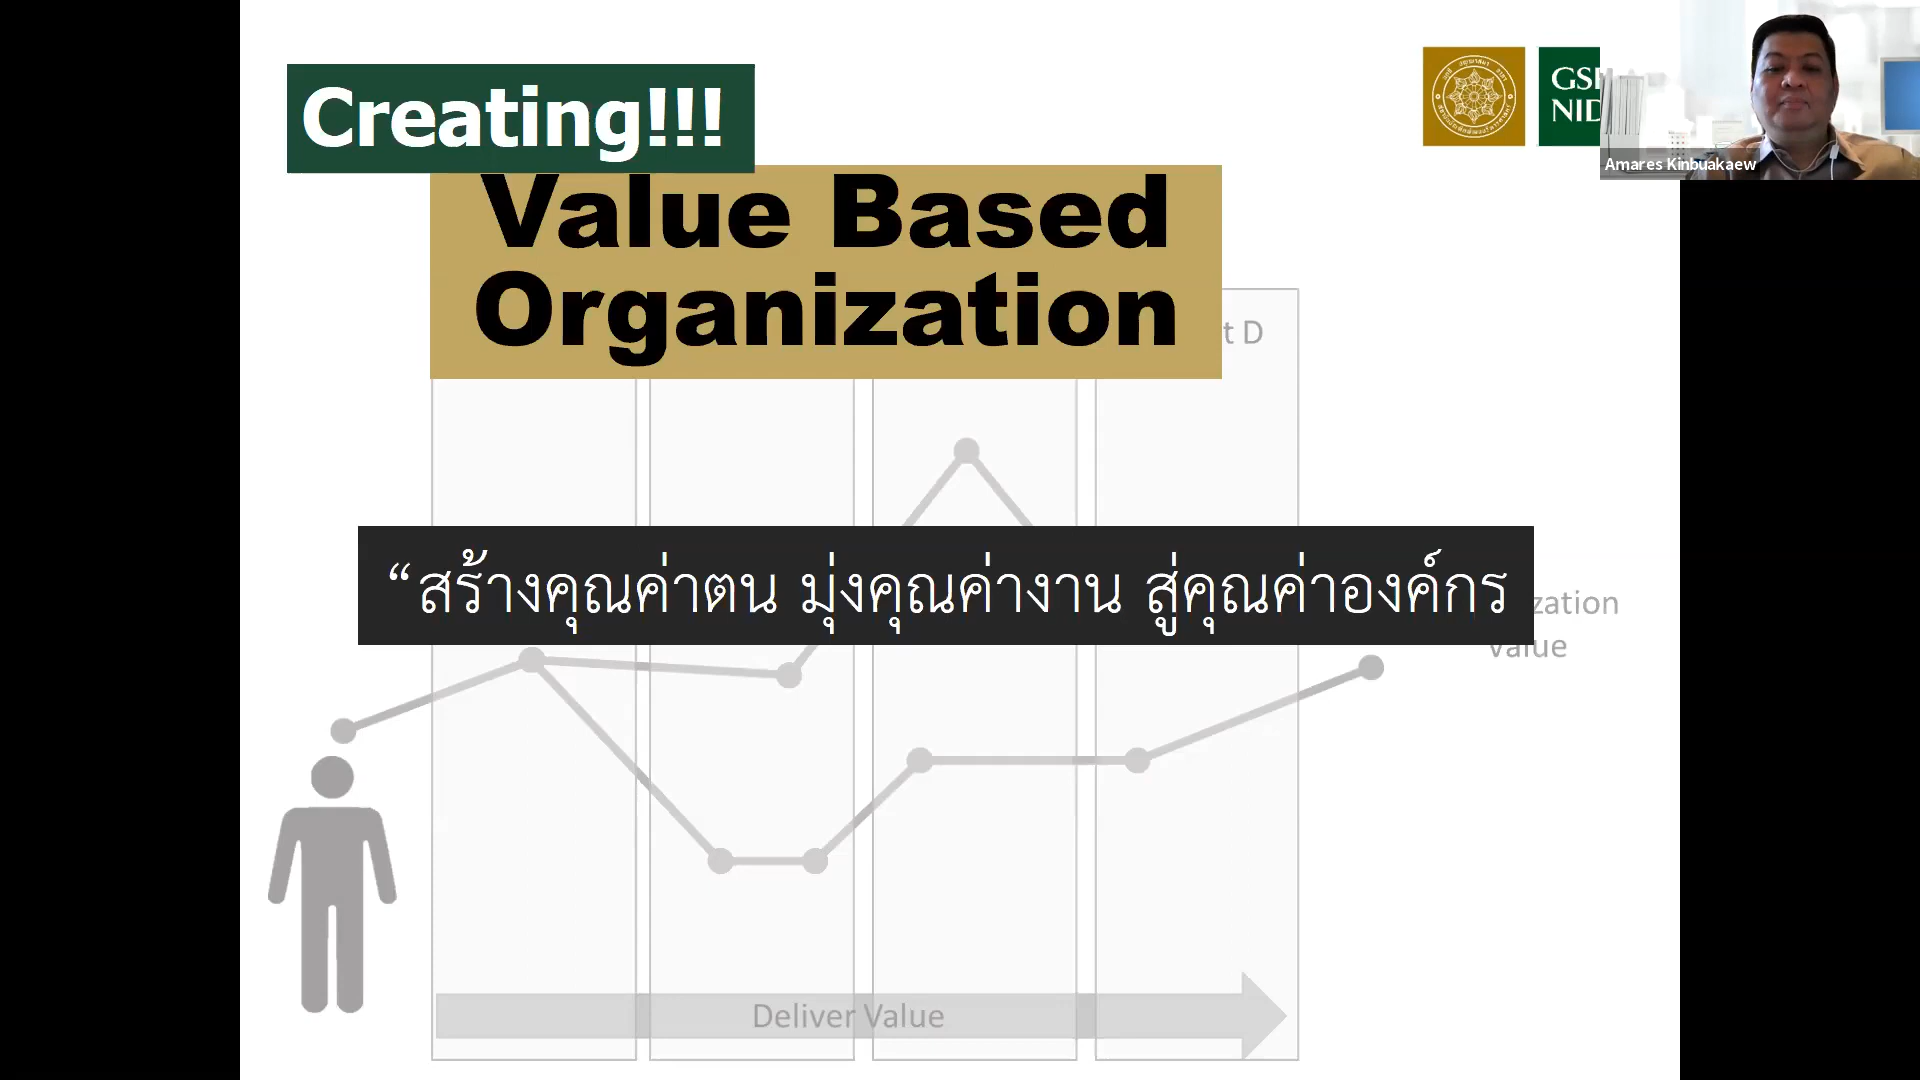 Creating!!!
Value Based
Organization
t D
GS
NID
Amares Kinbuakaew
“สร้างคุณค่าตน มุ่งคุณค่างาน สู่คุณค่าองค์กร
zation
Value
Deliver Value